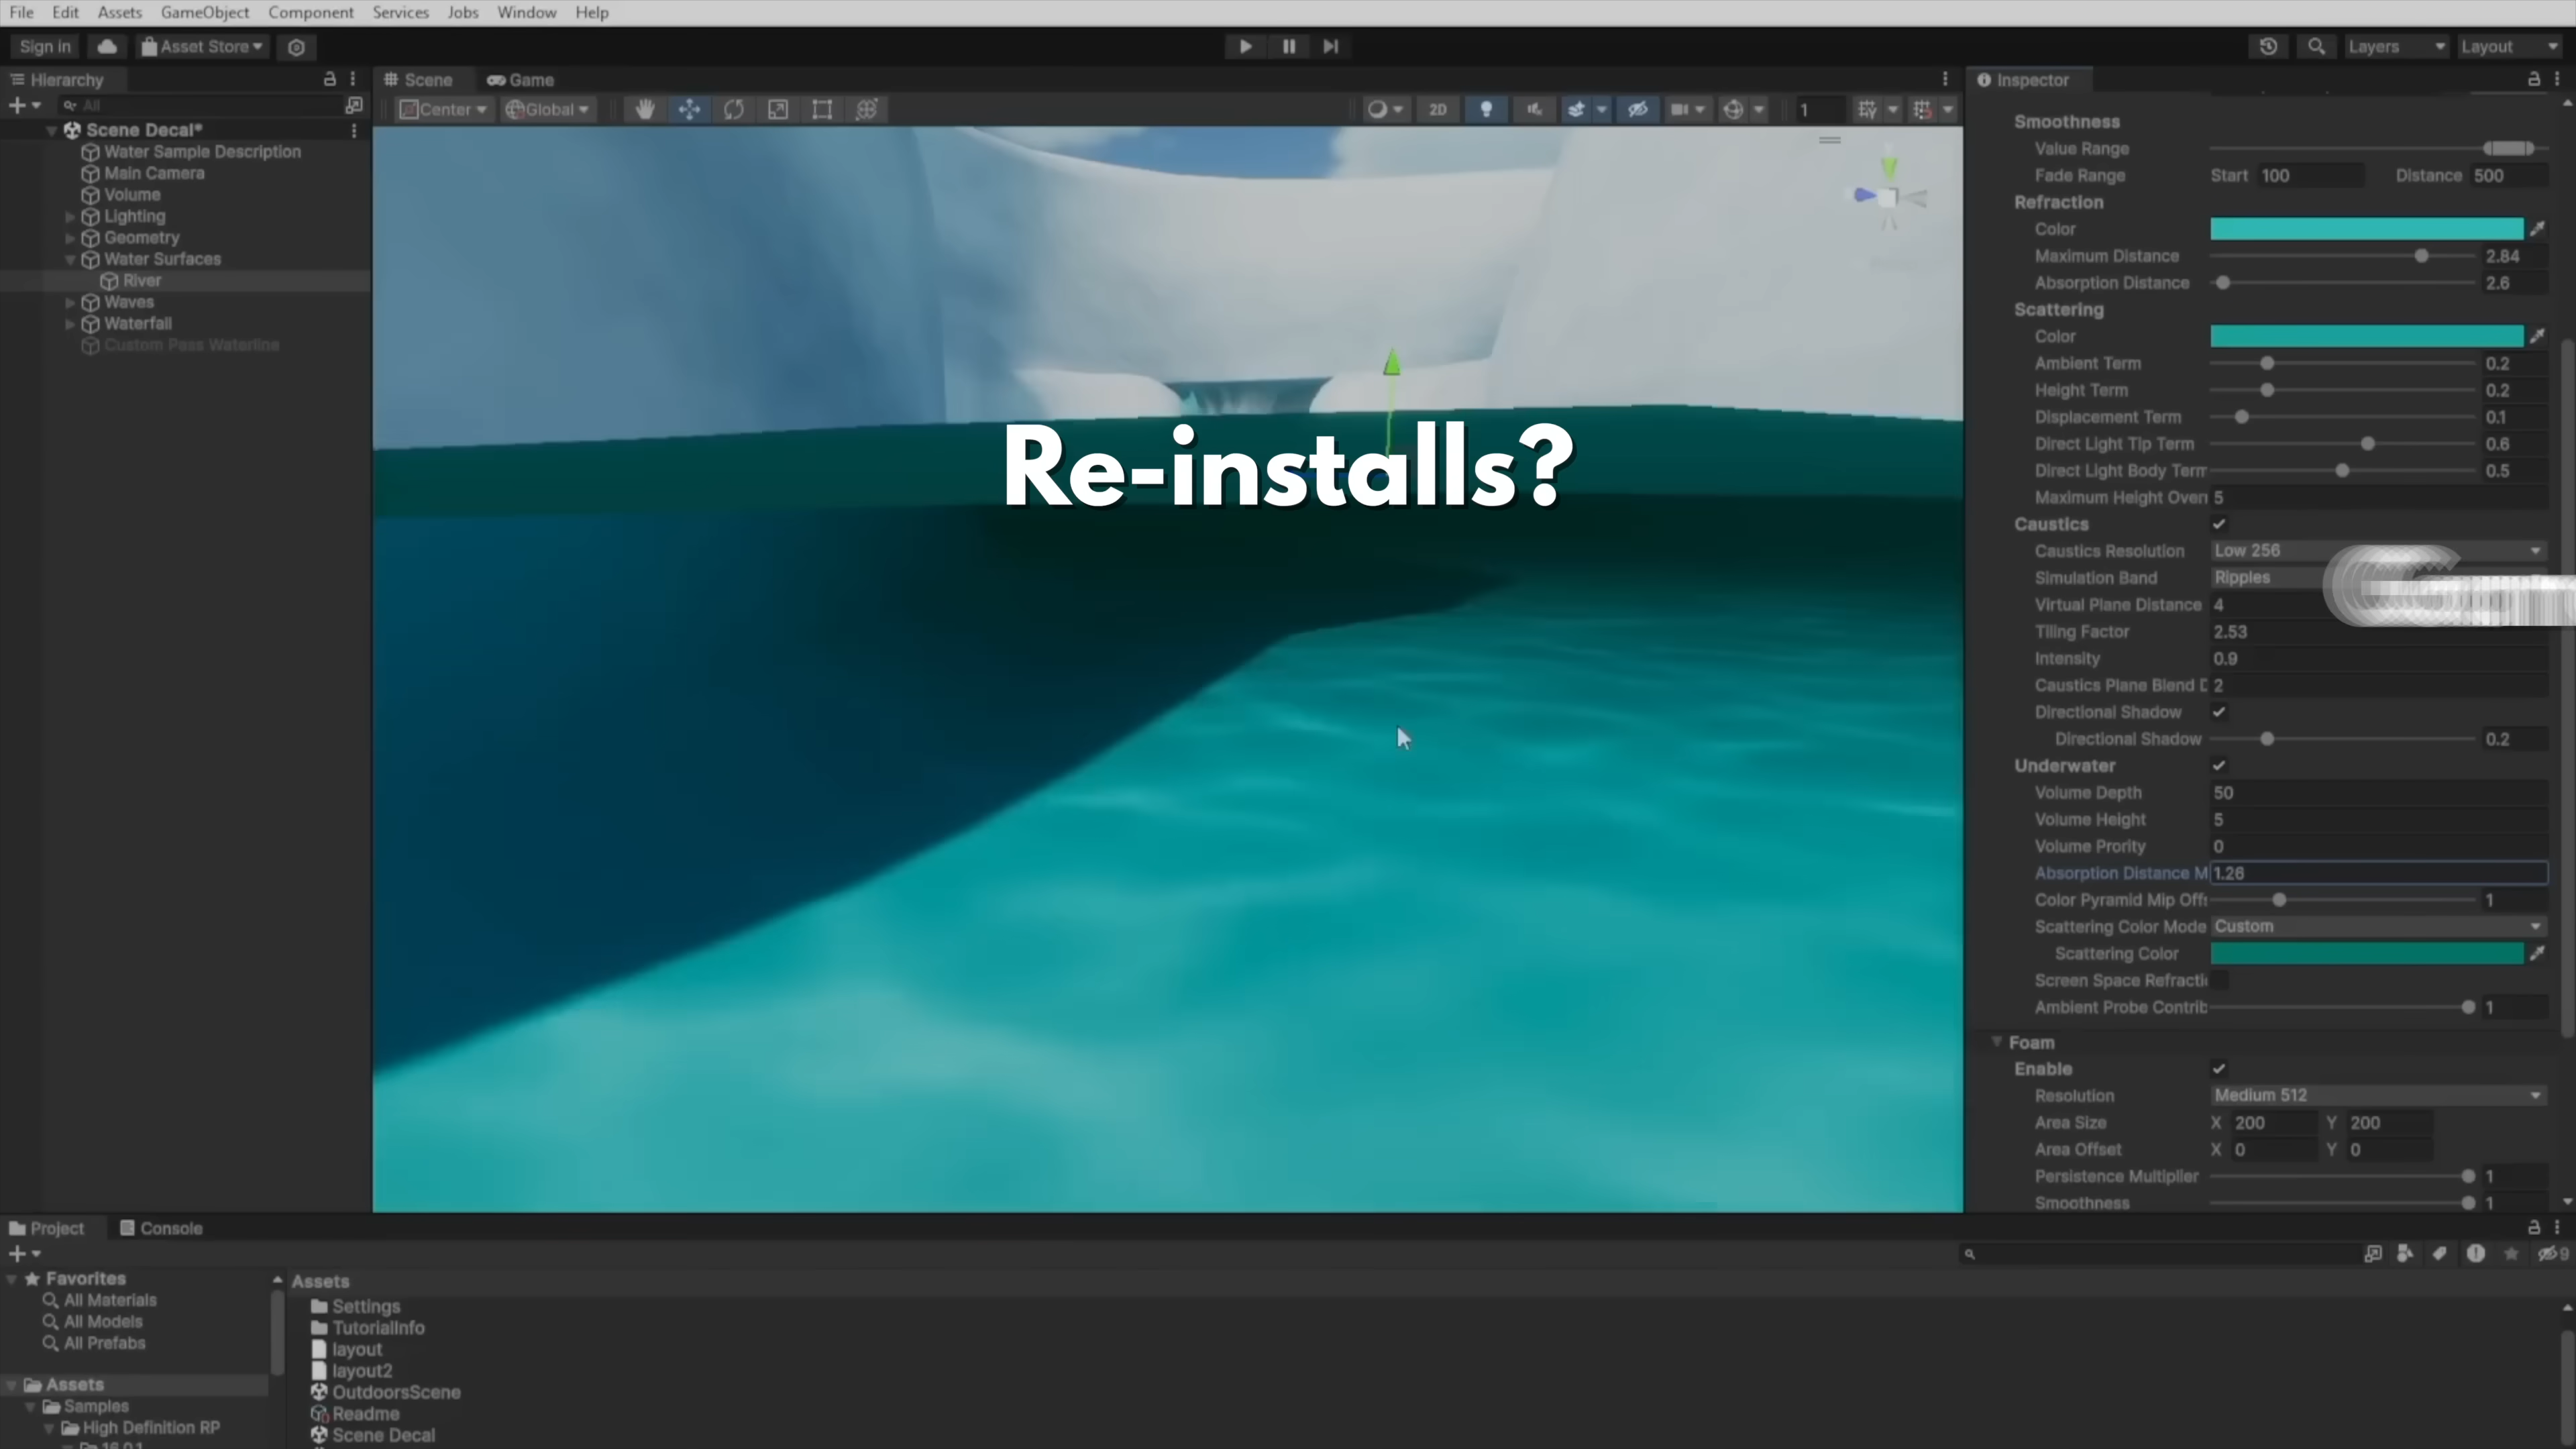 File Edit Assets GameObject Component Services Jobs Window Help
Sign in Asset Store Layers Layout
Hierarchy
All
Scene Decal*
Water Sample Description
Main Camera
Volume
Lighting
Geometry
Water Surfaces
River
Waves
Waterfall
Custom Pass Waterline
Scene Game
Center Global 2D 1
Re-installs?
Inspector
Smoothness
Value Range
Fade Range Start 100 Distance 500
Refraction
Color
Maximum Distance 2.84
Absorption Distance 2.6
Scattering
Color
Ambient Term 0.2
Height Term 0.2
Displacement Term 0.1
Direct Light Tip Term 0.6
Direct Light Body Term 0.5
Maximum Height Over 5
Caustics
Caustics Resolution Low 256
Simulation Band Ripples
Virtual Plane Distance 4
Tiling Factor 2.53
Intensity 0.9
Caustics Plane Blend D 2
Directional Shadow
Directional Shadow 0.2
Underwater
Volume Depth 50
Volume Height 5
Volume Prority 0
Absorption Distance M 1.26
Color Pyramid Mip Off 1
Scattering Color Mode Custom
Scattering Color
Screen Space Refracti
Ambient Probe Contrib 1
Foam
Enable
Resolution Medium 512
Area Size X 200 Y 200
Area Offset X 0 Y 0
Persistence Multiplier 1
Smoothness 1
Project Console
9
Favorites
All Materials
All Models
All Prefabs
Assets
Samples
High Definition RP
16.0.1
Assets
Settings
TutorialInfo
layout
layout2
OutdoorsScene
Readme
Scene Decal